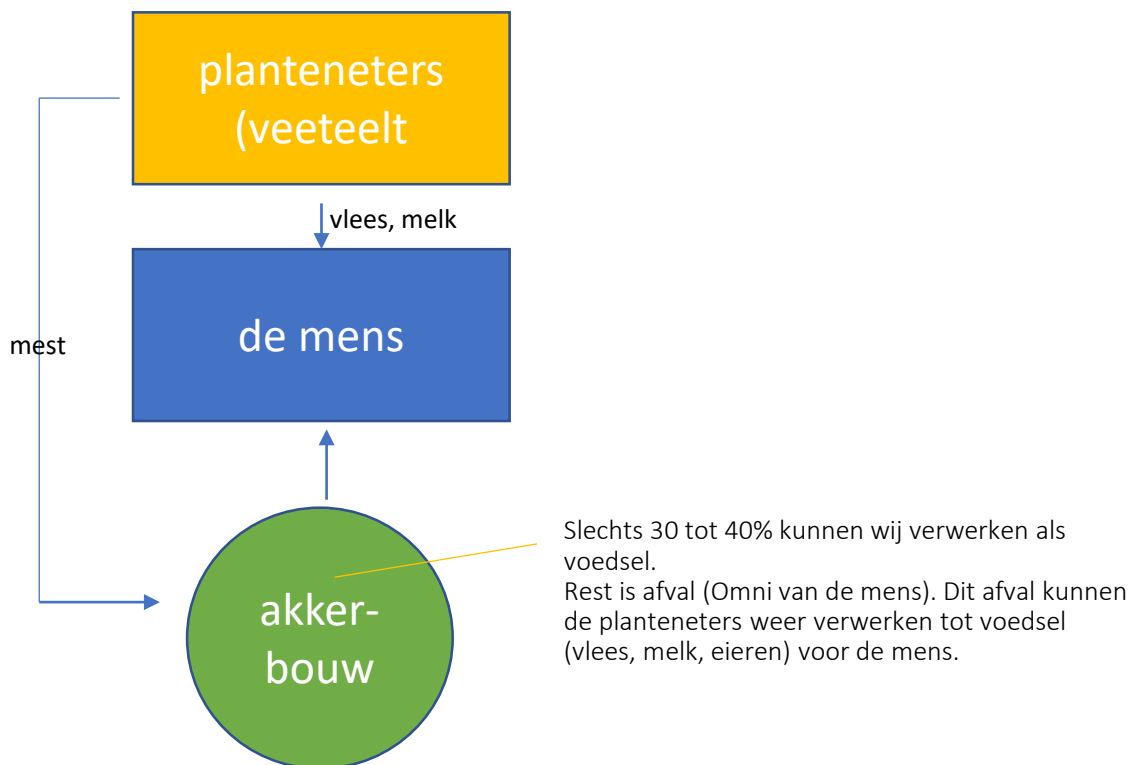 planteneters
(veeteelt
vlees, melk
de mens
mest
akker-
bouw
Slechts 30 tot 40% kunnen wij verwerken als
voedsel.
Rest is afval (Omni van de mens). Dit afval kunnen
de planteneters weer verwerken tot voedsel
(vlees, melk, eieren) voor de mens.